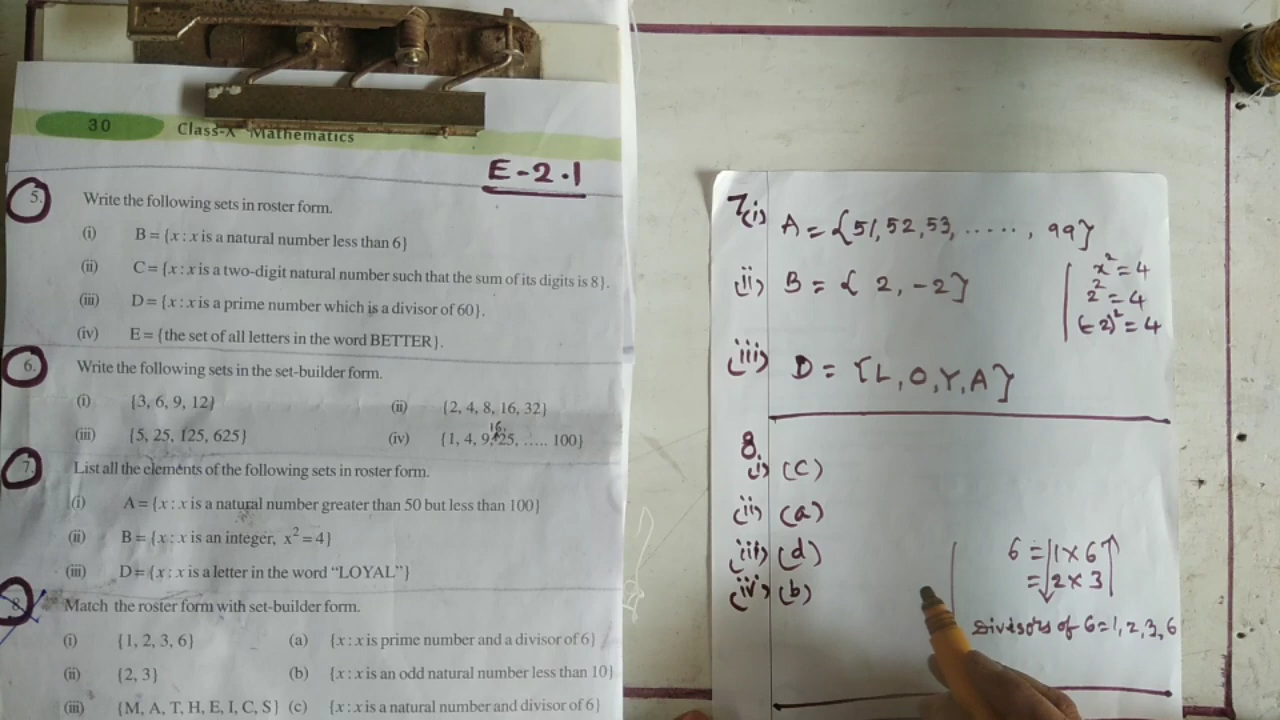 30 Class-X Mathematics
E-2.1
5. Write the following sets in roster form.
(i) B = {x : x is a natural number less than 6}
(ii) C = {x : x is a two-digit natural number such that the sum of its digits is 8}.
(iii) D = {x : x is a prime number which is a divisor of 60}.
(iv) E = {the set of all letters in the word BETTER}.
6. Write the following sets in the set-builder form.
(i) {3, 6, 9, 12} (ii) {2, 4, 8, 16, 32}
16,
(iii) {5, 25, 125, 625} (iv) {1, 4, 9, 25, ..... 100}
7. List all the elements of the following sets in roster form.
(i) A = {x : x is a natural number greater than 50 but less than 100}
(ii) B = {x : x is an integer, x² = 4}
(iii) D = {x : x is a letter in the word “LOYAL”}
8. Match the roster form with set-builder form.
(i) {1, 2, 3, 6} (a) {x : x is prime number and a divisor of 6}
(ii) {2, 3} (b) {x : x is an odd natural number less than 10}
(iii) {M, A, T, H, E, I, C, S} (c) {x : x is a natural number and divisor of 6}
7(i) A = {51, 52, 53, ....., 99}
(ii) B = { 2, -2}
x² = 4
2² = 4
(-2)² = 4
(iii) D = {L, O, Y, A}
8.
(i) (c)
(ii) (a)
(iii) (d)
(iv) (b)
6 = 1 x 6
= 2 x 3
Divisors of 6 = 1, 2, 3, 6